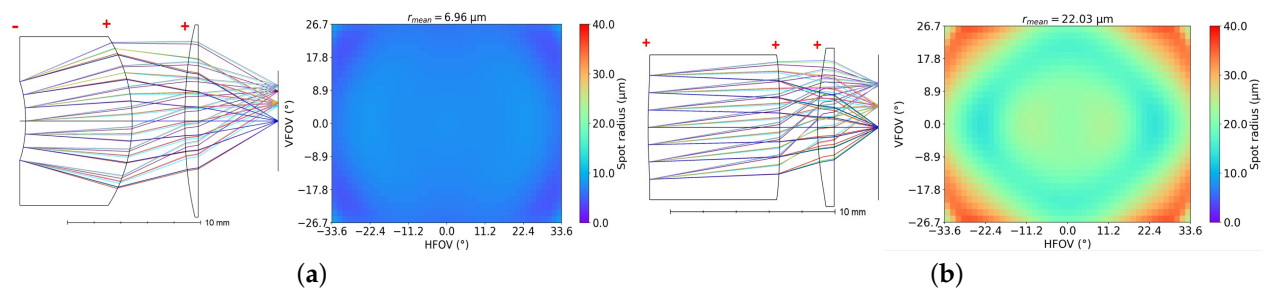 - + +
r_mean = 6.96 µm
26.7
17.8
8.9
0.0
−8.9
−17.8
−26.7
VFOV (°)
−33.6 −22.4 −11.2 0.0 11.2 22.4 33.6
HFOV (°)
40.0
30.0
20.0
10.0
0.0
Spot radius (µm)
10 mm
(a)
+ + +
r_mean = 22.03 µm
26.7
17.8
8.9
0.0
−8.9
−17.8
−26.7
VFOV (°)
−33.6 −22.4 −11.2 0.0 11.2 22.4 33.6
HFOV (°)
40.0
30.0
20.0
10.0
0.0
Spot radius (µm)
10 mm
(b)